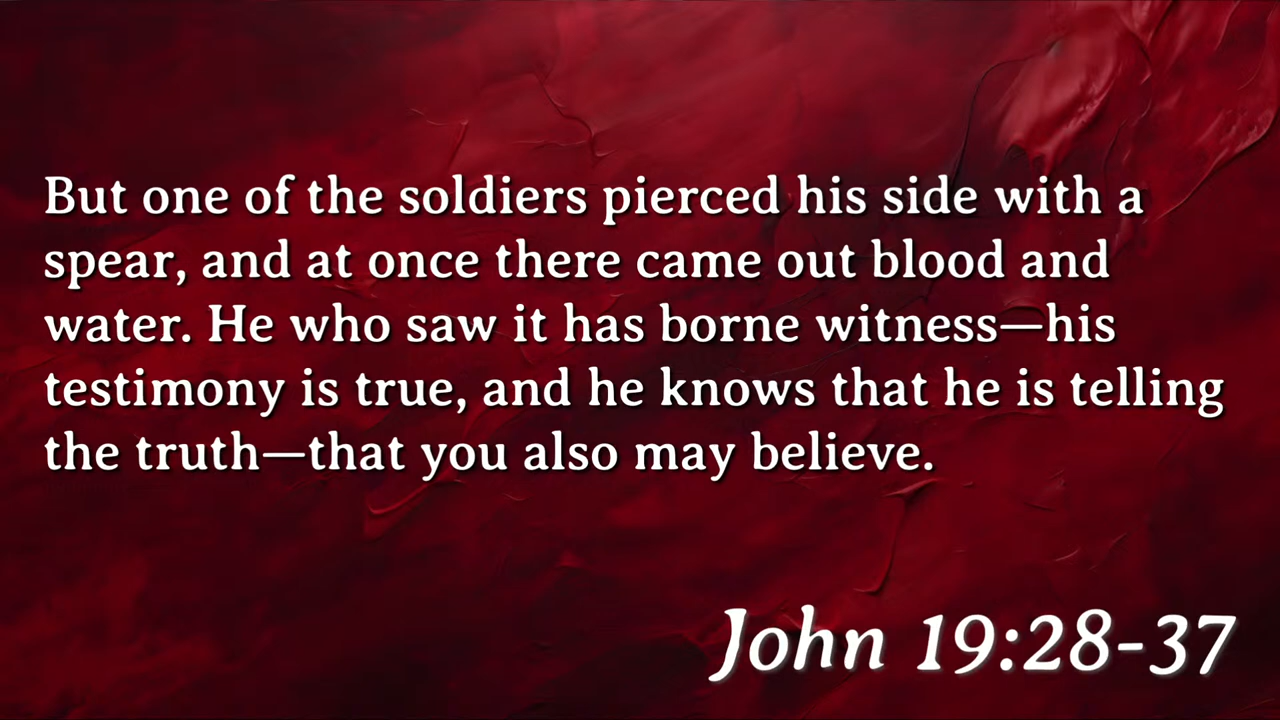 But one of the soldiers pierced his side with a
spear, and at once there came out blood and
water. He who saw it has borne witness—his
testimony is true, and he knows that he is telling
the truth—that you also may believe.
John 19:28-37